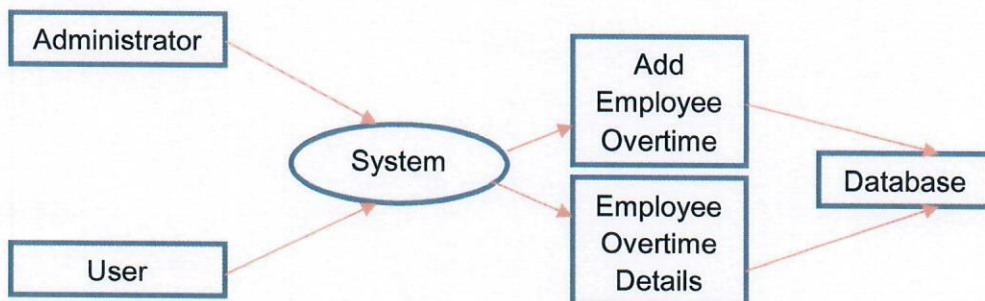 Administrator
User
System
Add
Employee
Overtime
Employee
Overtime
Details
Database